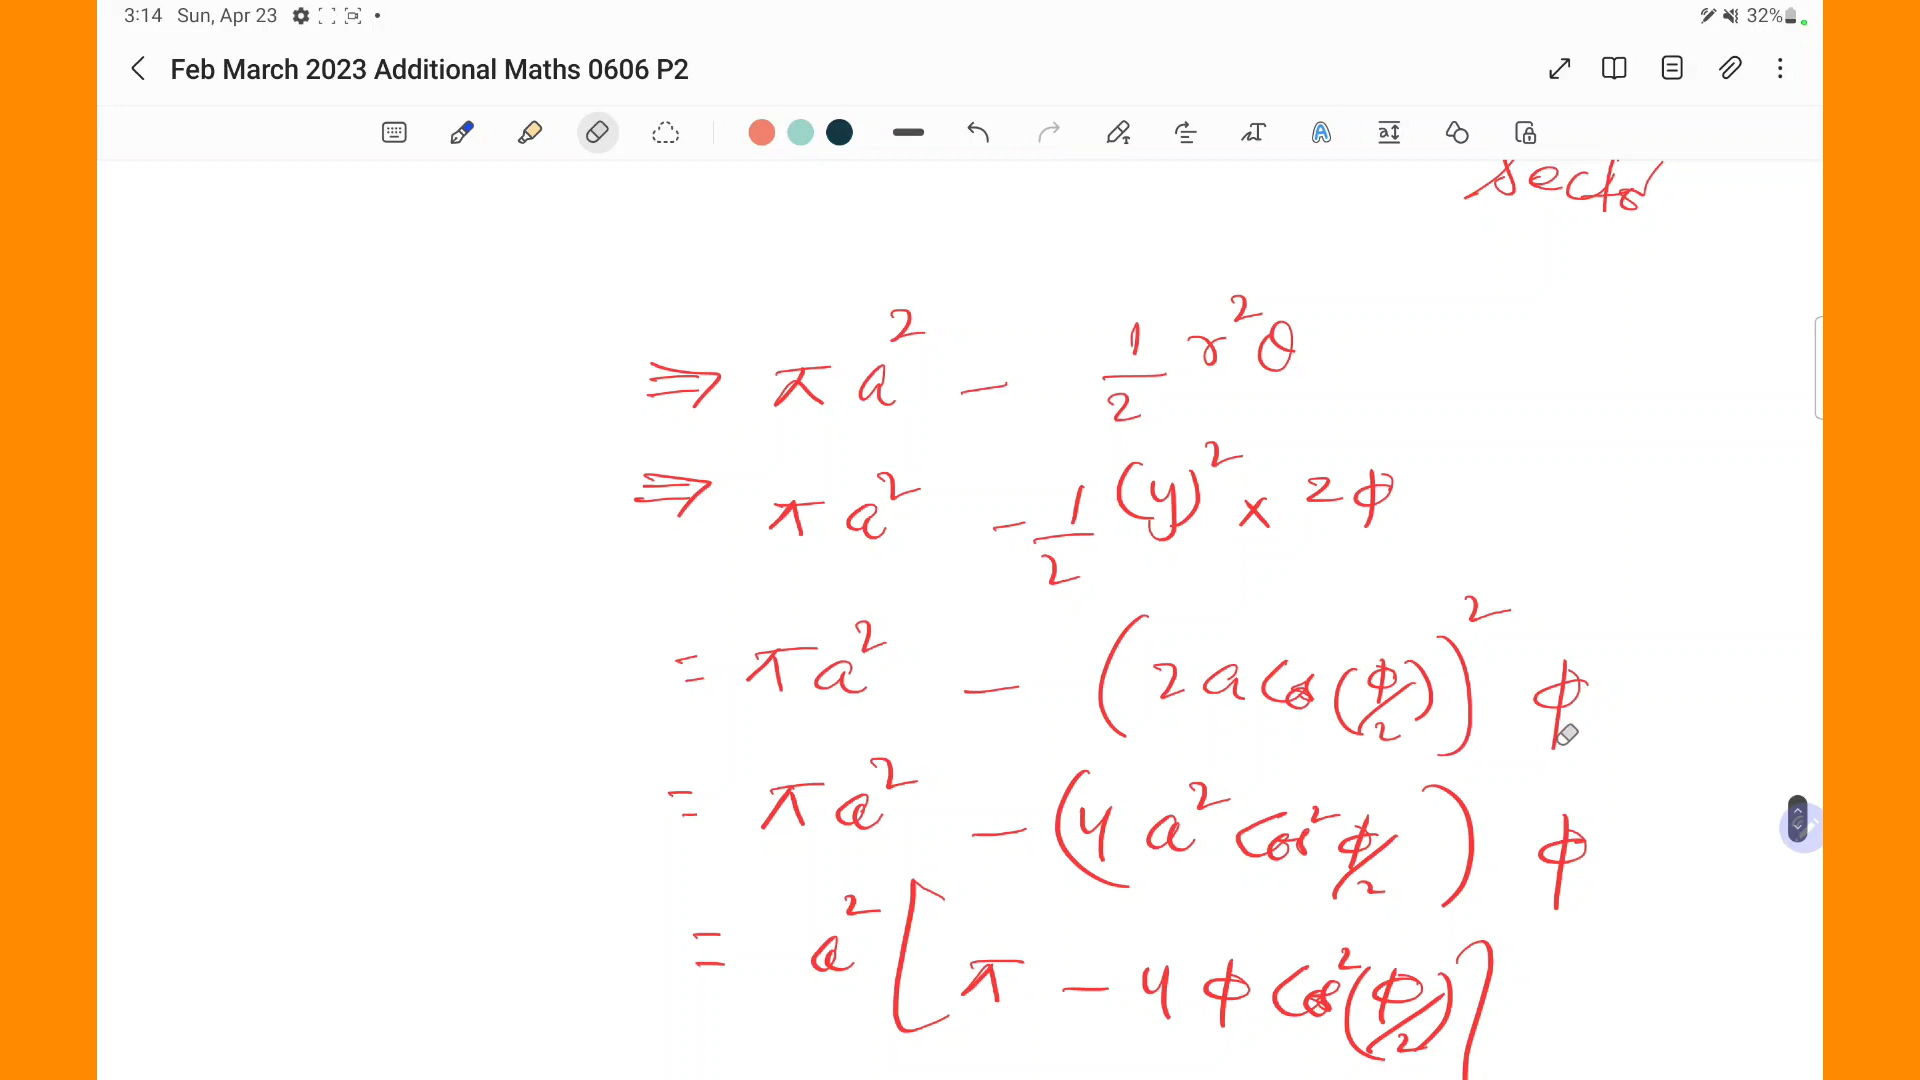 3:14 Sun, Apr 23 32%
Feb March 2023 Additional Maths 0606 P2
sector
⇒ πa² − 1/2 r²θ
⇒ πa² − 1/2 (y)² × 2φ
= πa² − (2a cos(φ/2))² φ
= πa² − (4a² cos² φ/2) φ
= a² [π − 4φ cos²(φ/2)]